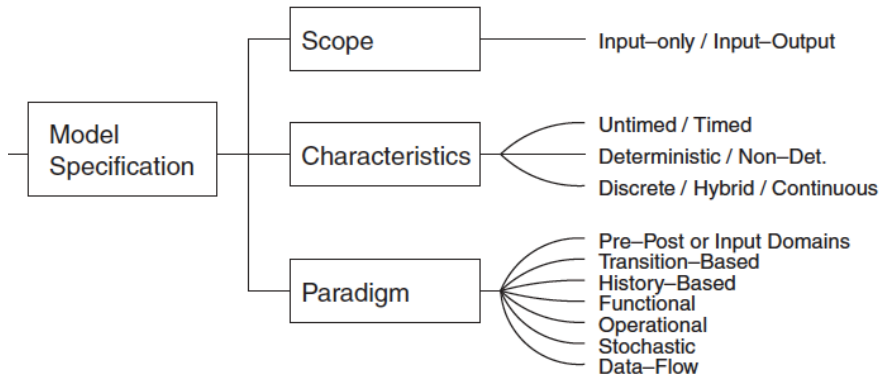 Model
Specification
Scope
Input–only / Input–Output
Characteristics
Untimed / Timed
Deterministic / Non–Det.
Discrete / Hybrid / Continuous
Paradigm
Pre–Post or Input Domains
Transition–Based
History–Based
Functional
Operational
Stochastic
Data–Flow